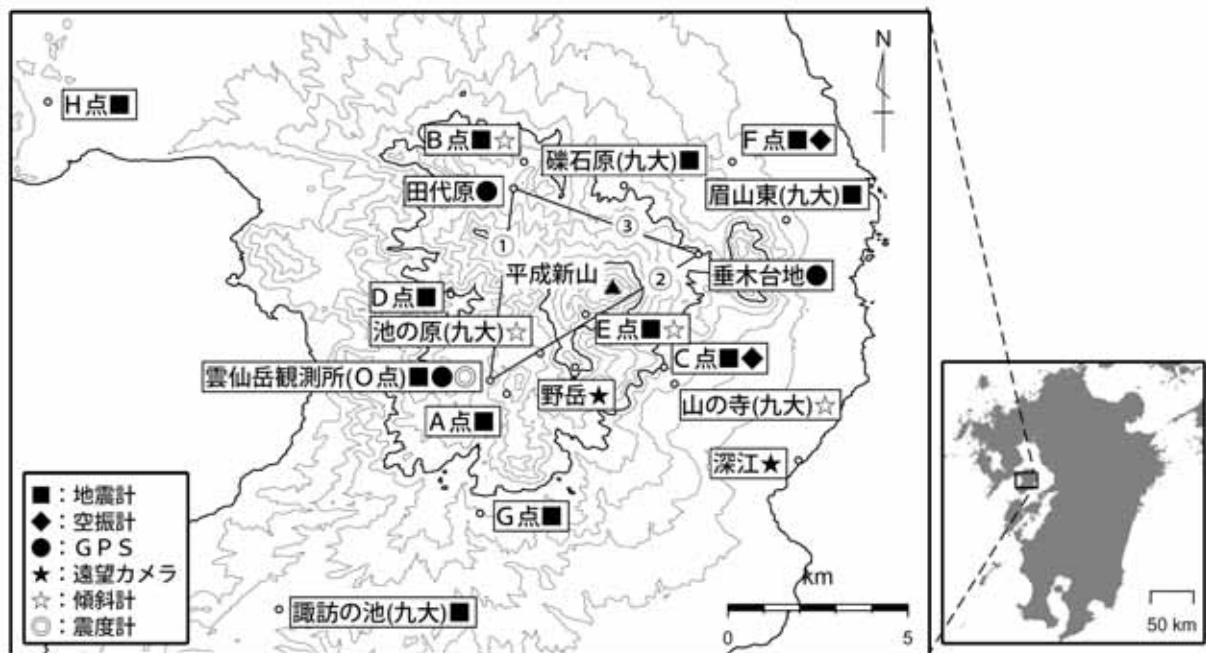 N
H点■
B点■☆
F点■◆
礫石原(九大)■
田代原●
眉山東(九大)■
③
①
平成新山
②
垂木台地●
D点■
池の原(九大)☆
E点■☆
C点■◆
雲仙岳観測所(O点)■●◎
野岳★
山の寺(九大)☆
A点■
深江★
G点■
■:地震計
◆:空振計
●:GPS
★:遠望カメラ
☆:傾斜計
◎:震度計
諏訪の池(九大)■
km
0 5
50 km